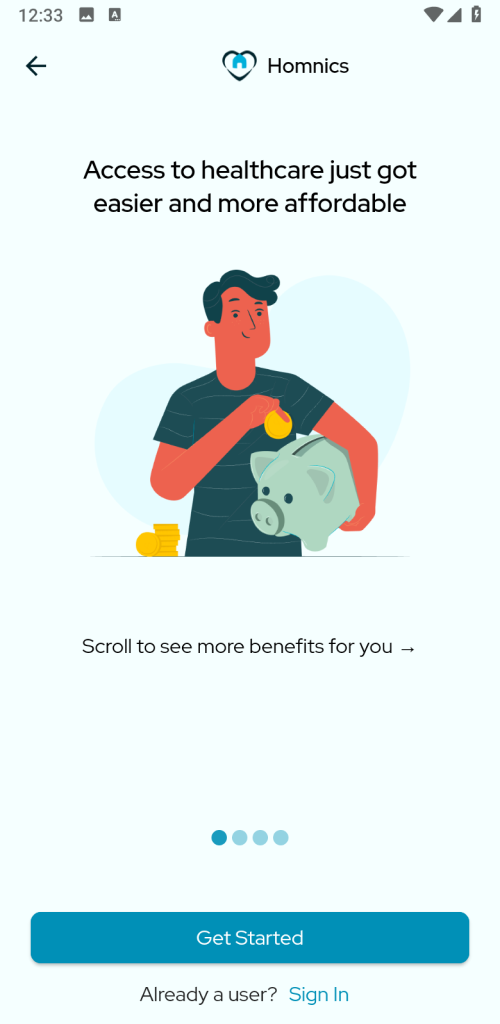 12:33
Homnics
Access to healthcare just got
easier and more affordable
Scroll to see more benefits for you →
Get Started
Already a user? Sign In